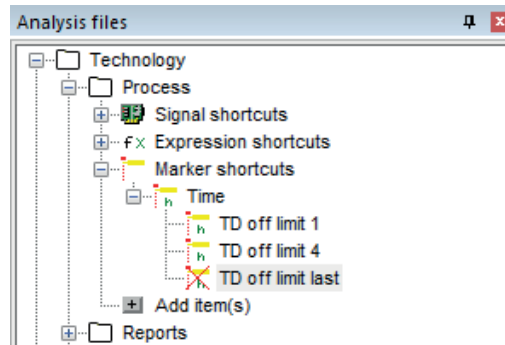 Analysis files
Technology
Process
Signal shortcuts
fx Expression shortcuts
Marker shortcuts
h Time
h TD off limit 1
h TD off limit 4
TD off limit last
Add item(s)
Reports